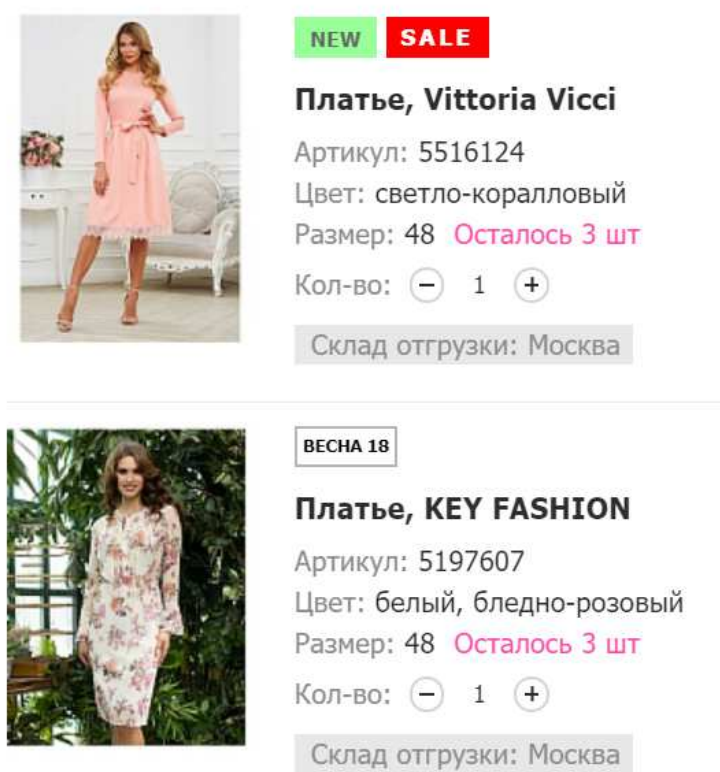 NEW SALE
Платье, Vittoria Vicci
Артикул: 5516124
Цвет: светло-коралловый
Размер: 48 Осталось 3 шт
Кол-во: − 1 +
Склад отгрузки: Москва
ВЕСНА 18
Платье, KEY FASHION
Артикул: 5197607
Цвет: белый, бледно-розовый
Размер: 48 Осталось 3 шт
Кол-во: − 1 +
Склад отгрузки: Москва